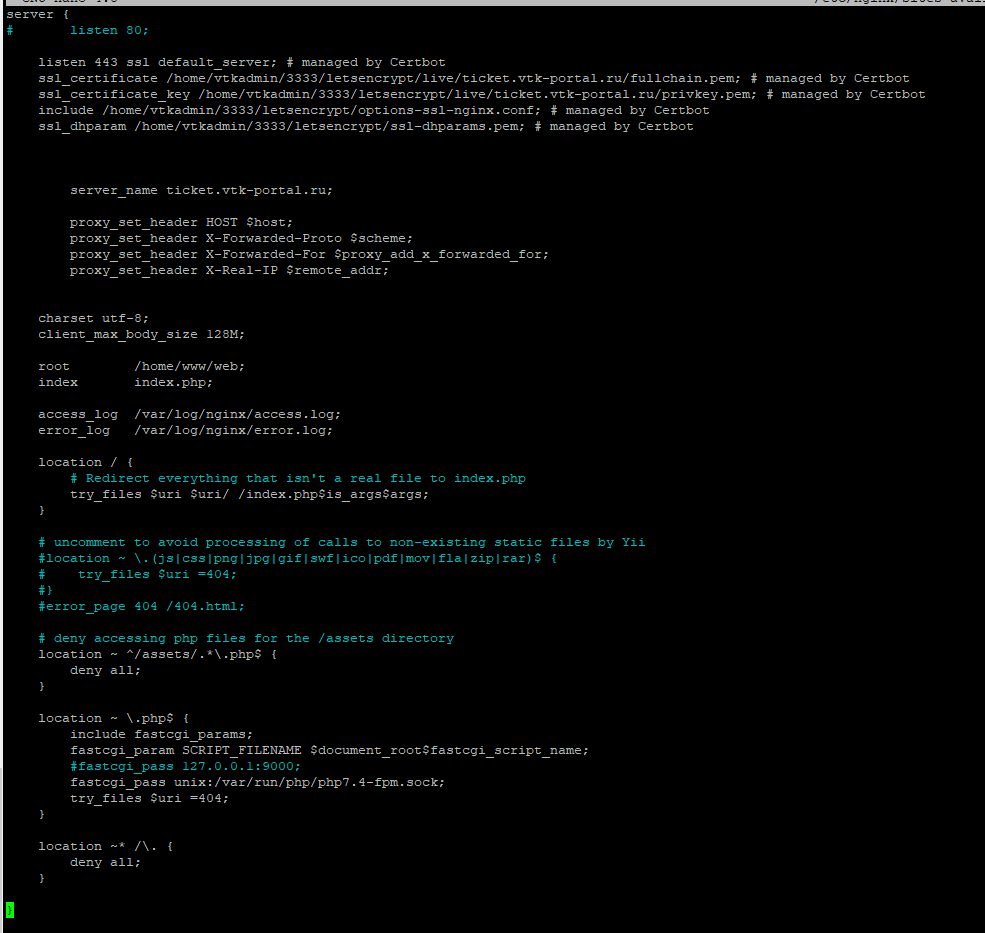 server {
#       listen 80;
    listen 443 ssl default_server; # managed by Certbot
    ssl_certificate /home/vtkadmin/3333/letsencrypt/live/ticket.vtk-portal.ru/fullchain.pem; # managed by Certbot
    ssl_certificate_key /home/vtkadmin/3333/letsencrypt/live/ticket.vtk-portal.ru/privkey.pem; # managed by Certbot
    include /home/vtkadmin/3333/letsencrypt/options-ssl-nginx.conf; # managed by Certbot
    ssl_dhparam /home/vtkadmin/3333/letsencrypt/ssl-dhparams.pem; # managed by Certbot
        server_name ticket.vtk-portal.ru;
        proxy_set_header HOST $host;
        proxy_set_header X-Forwarded-Proto $scheme;
        proxy_set_header X-Forwarded-For $proxy_add_x_forwarded_for;
        proxy_set_header X-Real-IP $remote_addr;
    charset utf-8;
    client_max_body_size 128M;
    root        /home/www/web;
    index       index.php;
    access_log  /var/log/nginx/access.log;
    error_log   /var/log/nginx/error.log;
    location / {
        # Redirect everything that isn't a real file to index.php
        try_files $uri $uri/ /index.php$is_args$args;
    }
    # uncomment to avoid processing of calls to non-existing static files by Yii
    #location ~ \.(js|css|png|jpg|gif|swf|ico|pdf|mov|fla|zip|rar)$ {
    #    try_files $uri =404;
    #}
    #error_page 404 /404.html;
    # deny accessing php files for the /assets directory
    location ~ ^/assets/.*\.php$ {
        deny all;
    }
    location ~ \.php$ {
        include fastcgi_params;
        fastcgi_param SCRIPT_FILENAME $document_root$fastcgi_script_name;
        #fastcgi_pass 127.0.0.1:9000;
        fastcgi_pass unix:/var/run/php/php7.4-fpm.sock;
        try_files $uri =404;
    }
    location ~* /\. {
        deny all;
    }
}